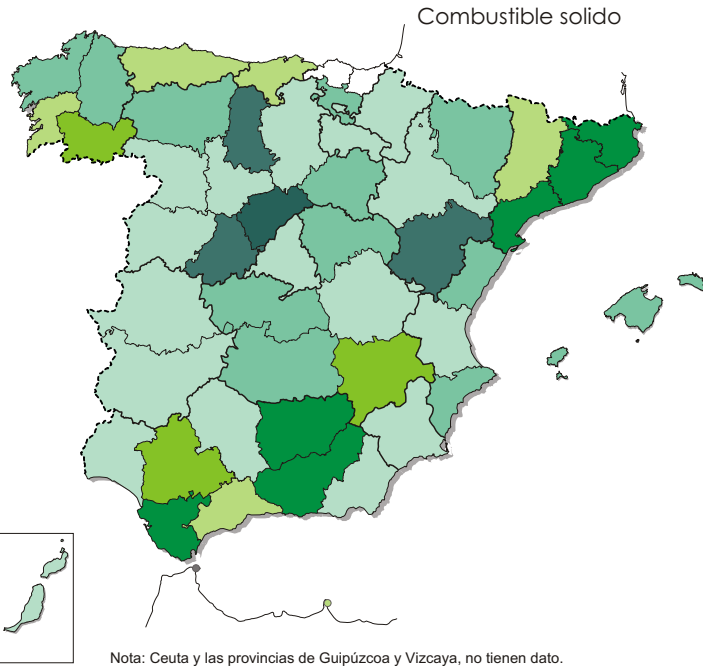 Combustible solido
Nota: Ceuta y las provincias de Guipúzcoa y Vizcaya, no tienen dato.